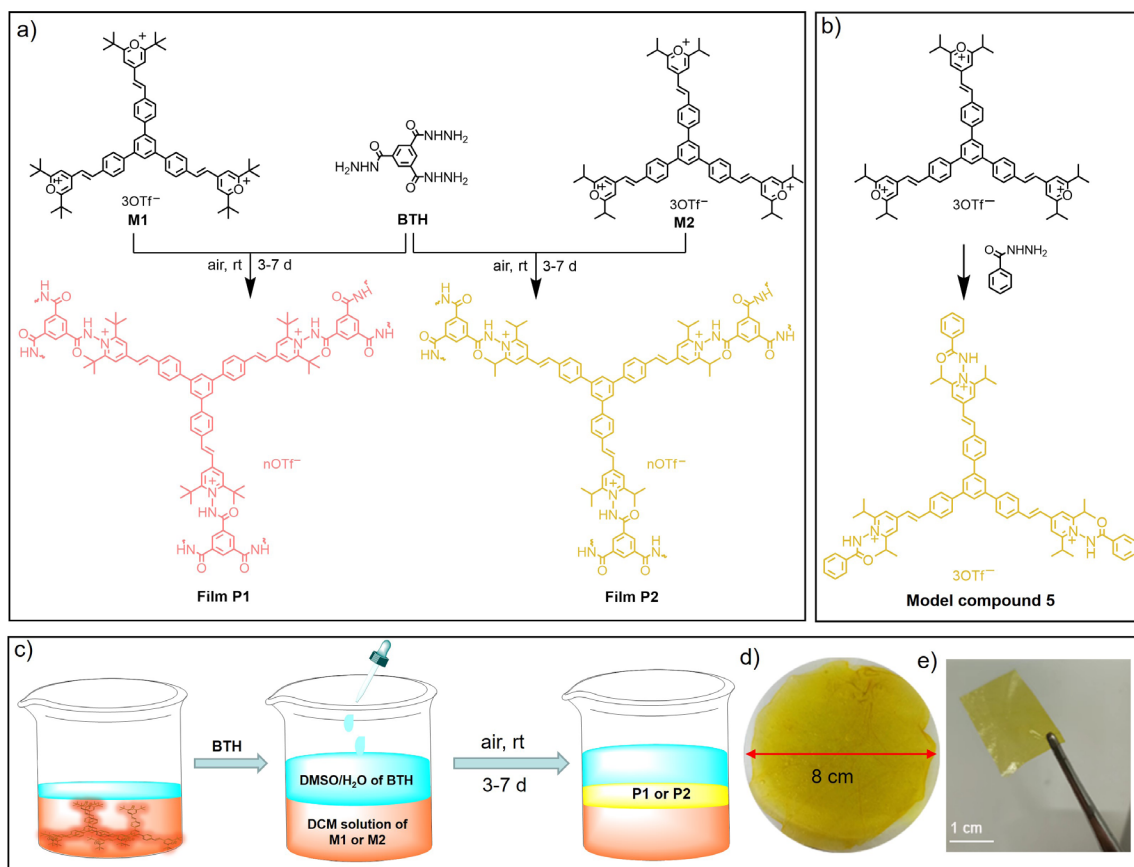 a)
3OTf⁻
M1
BTH
3OTf⁻
M2
air, rt 3-7 d
air, rt 3-7 d
nOTf⁻
nOTf⁻
Film P1
Film P2
b)
3OTf⁻
O
NHNH₂
3OTf⁻
Model compound 5
c)
BTH
DMSO/H₂O of BTH
DCM solution of
M1 or M2
air, rt
3-7 d
P1 or P2
d)
8 cm
e)
1 cm